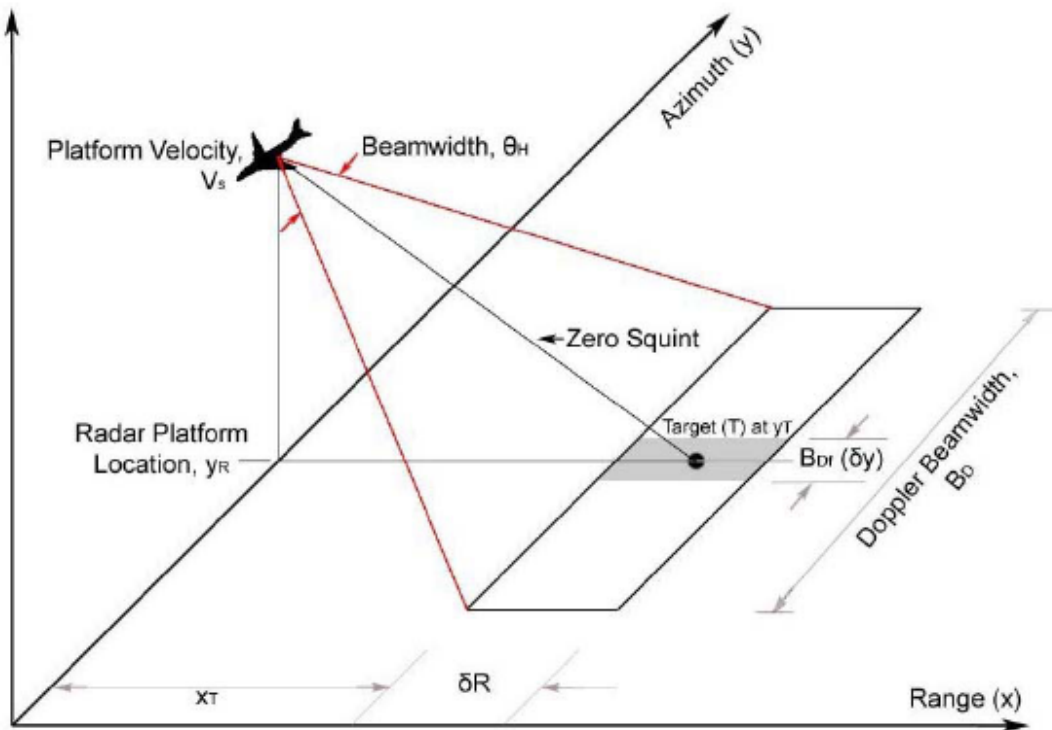 Azimuth (y)
Platform Velocity,
Vs
Beamwidth, θH
Zero Squint
Target (T) at yT
Radar Platform
Location, yR
BDf (δy)
Doppler Beamwidth,
BD
xT
δR
Range (x)